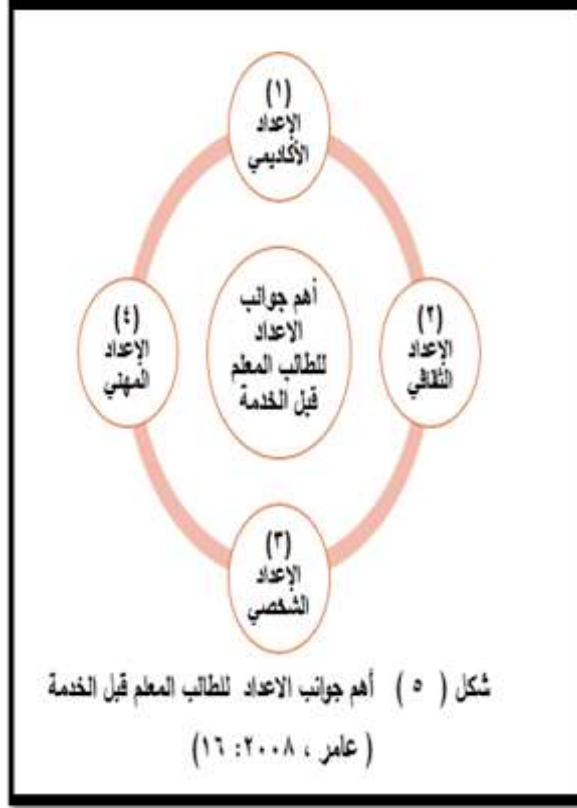 (١)
الإعداد
الأكاديمي
(٢)
الإعداد
الثقافي
(٣)
الإعداد
الشخصي
(٤)
الإعداد
المهني
أهم جوانب
الاعداد
للطالب المعلم
قبل الخدمة
شكل ( ٥ ) أهم جوانب الاعداد للطالب المعلم قبل الخدمة
( عامر ، ٢٠٠٨: ١٦)